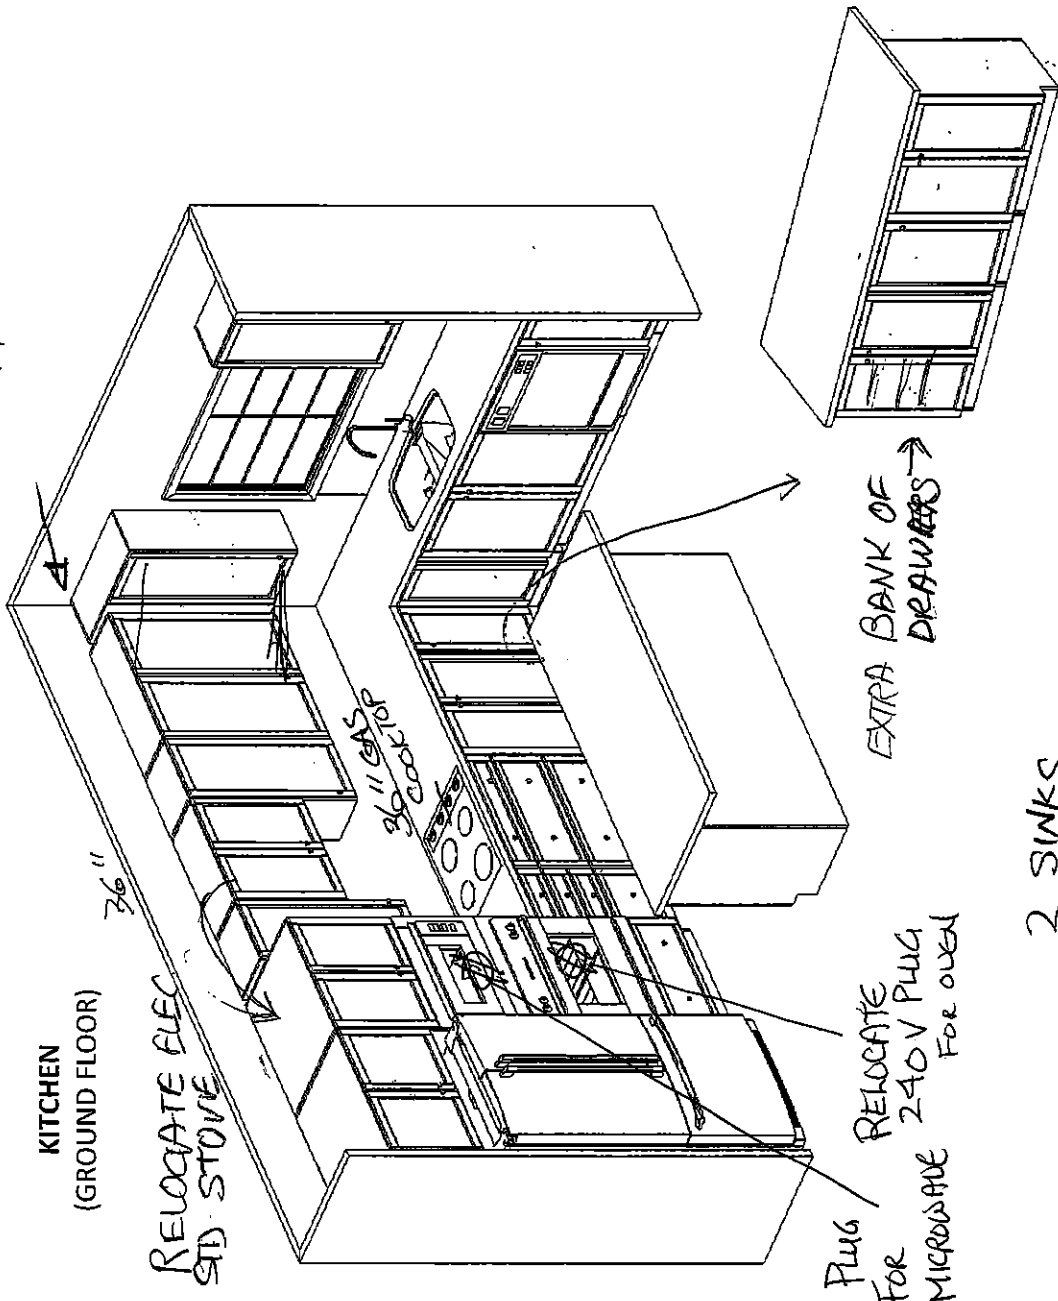 KITCHEN
(GROUND FLOOR)
RELOCATE ELEC
STD. STOVE
36"
36" GAS
COOKTOP
PLUG
FOR
MICROWAVE
RELOCATE
240V PLUG
FOR OVEN
EXTRA BANK OF
DRAWERS
2 SINKS